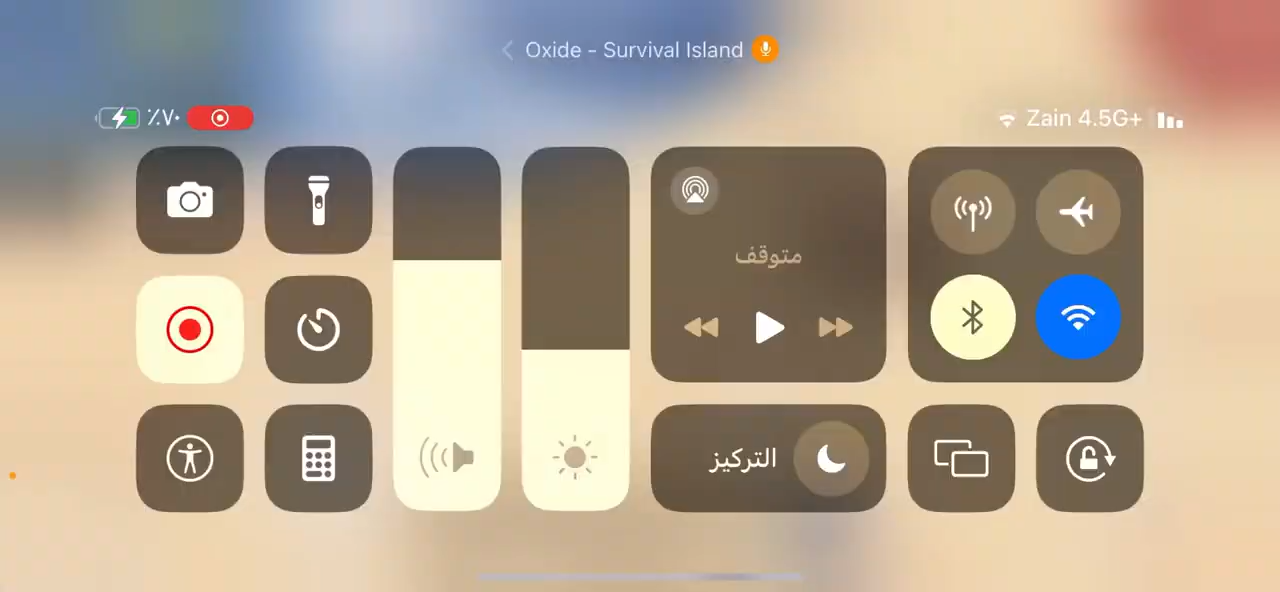 Oxide - Survival Island
٪٧٠
Zain 4.5G+
متوقف
التركيز